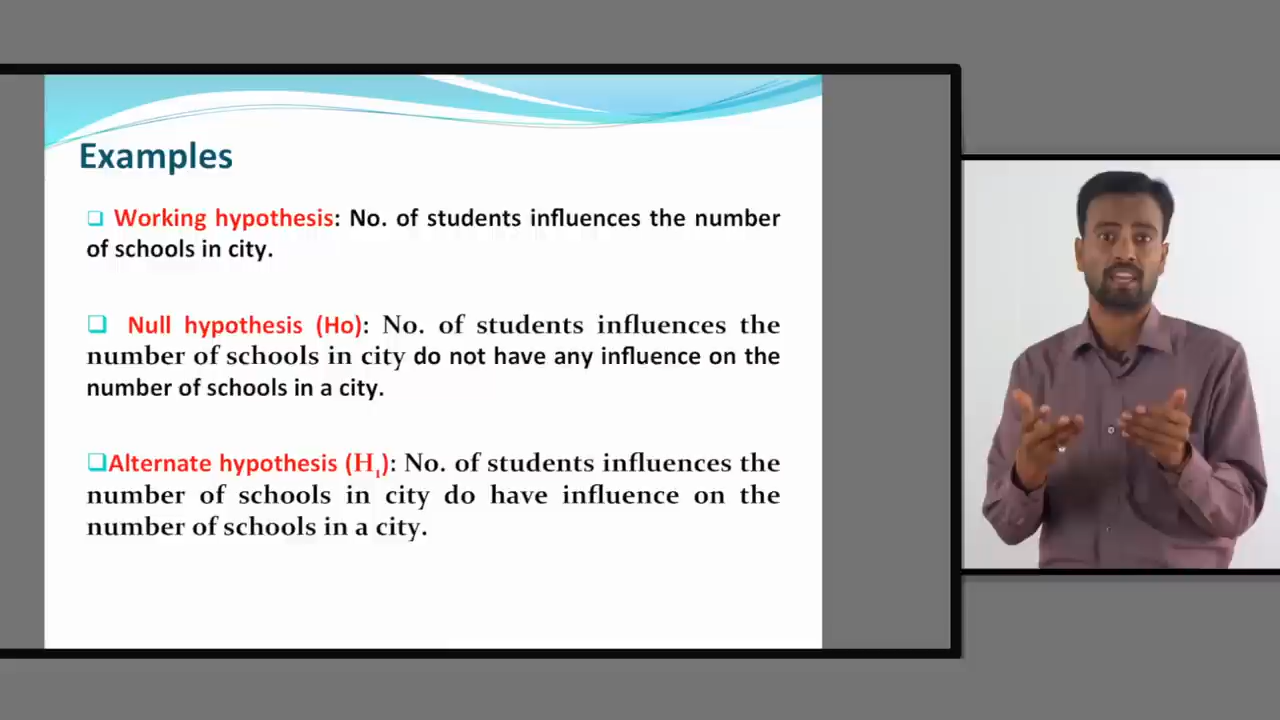 Examples
Working hypothesis: No. of students influences the number
of schools in city.
Null hypothesis (Ho): No. of students influences the
number of schools in city do not have any influence on the
number of schools in a city.
Alternate hypothesis (H₁): No. of students influences the
number of schools in city do have influence on the
number of schools in a city.